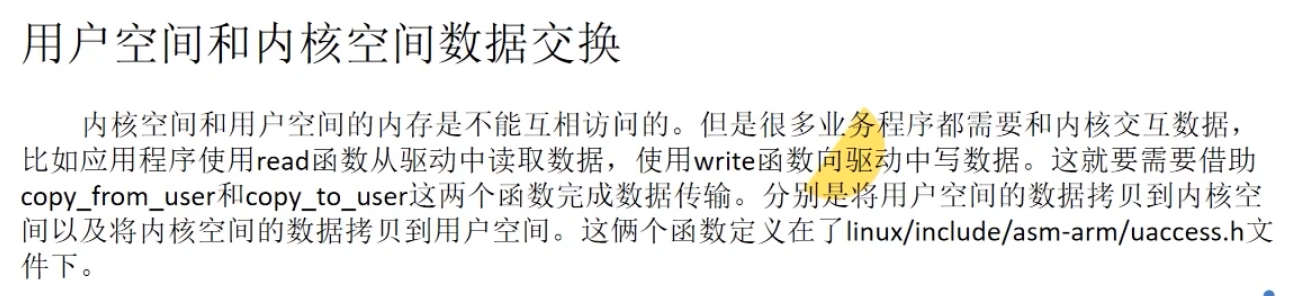 用户空间和内核空间数据交换
内核空间和用户空间的内存是不能互相访问的。但是很多业务程序都需要和内核交互数据，
比如应用程序使用read函数从驱动中读取数据，使用write函数向驱动中写数据。这就要需要借助
copy_from_user和copy_to_user这两个函数完成数据传输。分别是将用户空间的数据拷贝到内核空
间以及将内核空间的数据拷贝到用户空间。这俩个函数定义在了linux/include/asm-arm/uaccess.h文
件下。